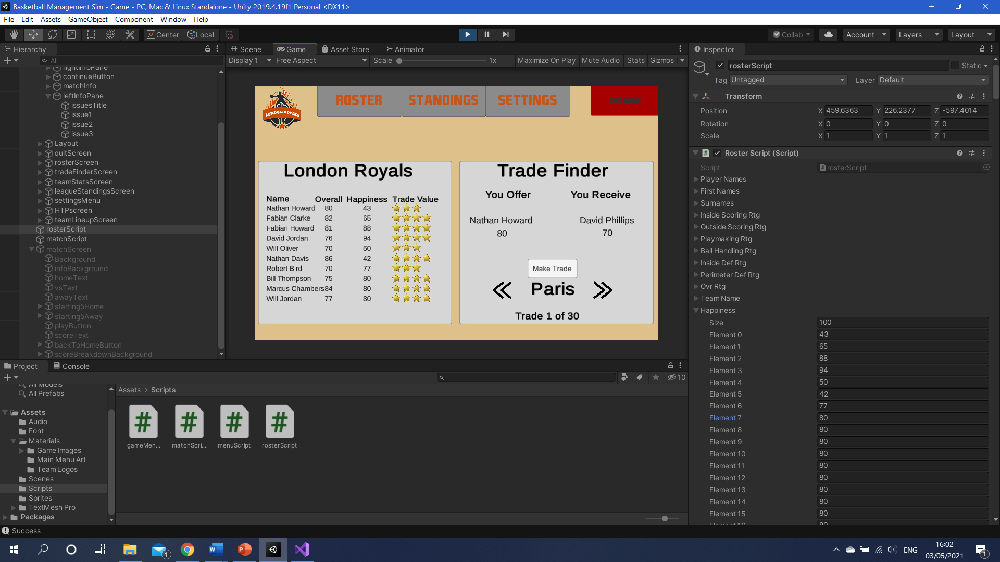 Basketball Management Sim - Game - PC, Mac & Linux Standalone - Unity 2019.4.19f1 Personal <DX11>
File Edit Assets GameObject Component Window Help
Center Local Collab Account Layers Layout
Hierarchy
All
rightInfoPane
continueButton
matchInfo
leftInfoPane
issuesTitle
issue1
issue2
issue3
Layout
quitScreen
rosterScreen
tradeFinderScreen
teamStatsScreen
leagueStandingsScreen
settingsMenu
HTPscreen
teamLineupScreen
rosterScript
matchScript
matchScreen
Background
infoBackground
homeText
vsText
awayText
starting5Home
starting5Away
playButton
scoreText
backToHomeButton
scoreBreakdownBackground
Scene Game Asset Store Animator
Display 1 Free Aspect Scale 1x Maximize On Play Mute Audio Stats Gizmos
LONDON ROYALS
ROSTER STANDINGS SETTINGS QUIT GAME
London Royals
Name Overall Happiness Trade Value
Nathan Howard 80 43
Fabian Clarke 82 65
Fabian Howard 81 88
David Jordan 76 94
Will Oliver 70 50
Nathan Davis 86 42
Robert Bird 70 77
Bill Thompson 75 80
Marcus Chambers 84 80
Will Jordan 77 80
Trade Finder
You Offer You Receive
Nathan Howard David Phillips
80 70
Make Trade
Paris
Trade 1 of 30
Inspector
rosterScript Static
Tag Untagged Layer Default
Transform
Position X 459.6363 Y 226.2377 Z -597.4014
Rotation X 0 Y 0 Z 0
Scale X 1 Y 1 Z 1
Roster Script (Script)
Script rosterScript
Player Names
First Names
Surnames
Inside Scoring Rtg
Outside Scoring Rtg
Playmaking Rtg
Ball Handling Rtg
Inside Def Rtg
Perimeter Def Rtg
Ovr Rtg
Team Name
Happiness
Size 100
Element 0 43
Element 1 65
Element 2 88
Element 3 94
Element 4 50
Element 5 42
Element 6 77
Element 7 80
Element 8 80
Element 9 80
Element 10 80
Element 11 80
Element 12 80
Element 13 80
Element 14 80
Element 15 80
Element 16 80
Project Console
10
All Models
All Prefabs
Assets
Audio
Font
Materials
Game Images
Main Menu Art
Team Logos
Scenes
Scripts
Sprites
TextMesh Pro
Packages
Assets > Scripts
gameMen... matchScri... menuScript rosterScript
Success
1
ENG
16:02
03/05/2021
1